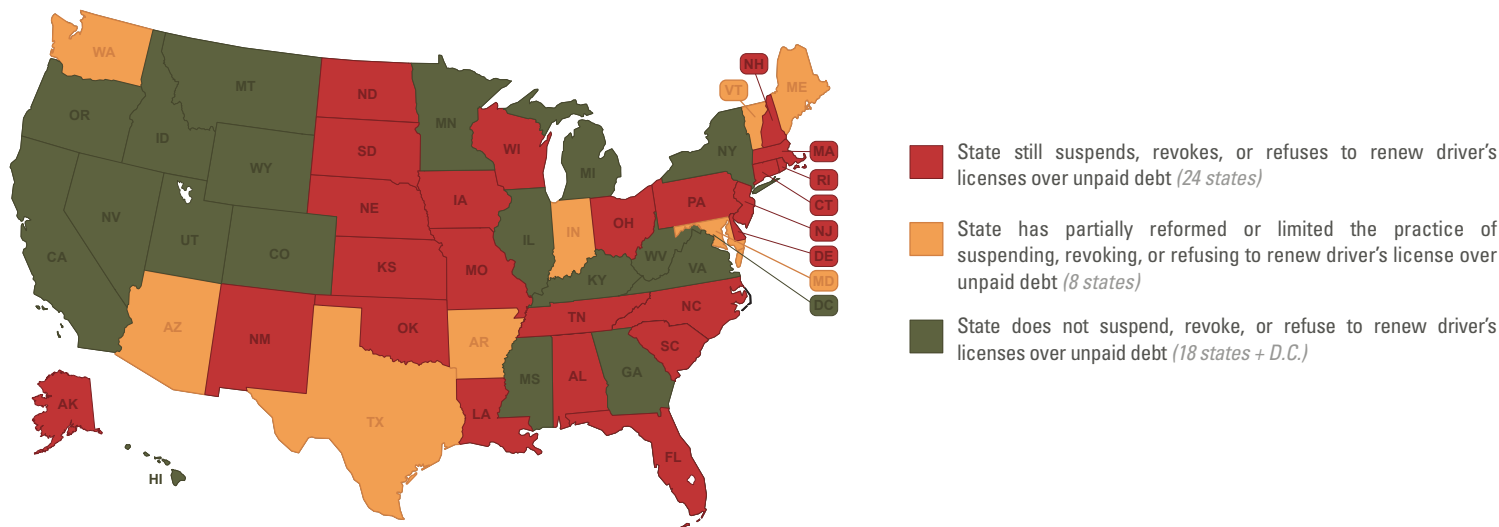 WA
MT
ND
OR
ID
MN
SD
WI
WY
MI
NY
VT
NH
ME
MA
RI
CT
NJ
DE
MD
DC
NE
IA
PA
OH
IN
IL
NV
UT
CO
CA
KS
MO
WV
VA
KY
NC
TN
AZ
NM
OK
AR
SC
MS
AL
GA
AK
TX
LA
FL
HI
State still suspends, revokes, or refuses to renew driver's
licenses over unpaid debt (24 states)
State has partially reformed or limited the practice of
suspending, revoking, or refusing to renew driver's license over
unpaid debt (8 states)
State does not suspend, revoke, or refuse to renew driver's
licenses over unpaid debt (18 states + D.C.)